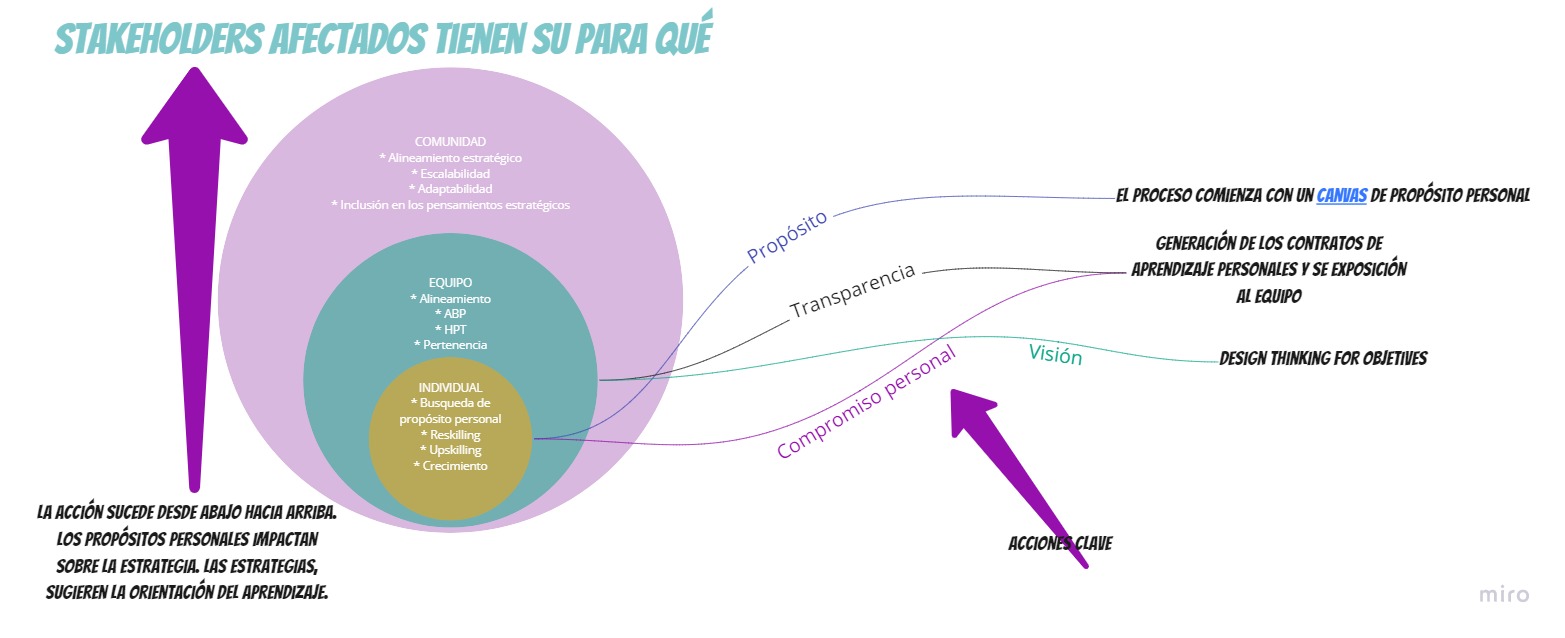 STAKEHOLDERS AFECTADOS TIENEN SU PARA QUÉ
COMUNIDAD
* Alineamiento estratégico
* Escalabilidad
* Adaptabilidad
* Inclusión en los pensamientos estratégicos
EQUIPO
* Alineamiento
* ABP
* HPT
* Pertenencia
INDIVIDUAL
* Busqueda de
propósito personal
* Reskilling
* Upskilling
* Crecimiento
Propósito
EL PROCESO COMIENZA CON UN CANVAS DE PROPÓSITO PERSONAL
Transparencia
GENERACIÓN DE LOS CONTRATOS DE
APRENDIZAJE PERSONALES Y SE EXPOSICIÓN
AL EQUIPO
Visión
DESIGN THINKING FOR OBJETIVES
Compromiso personal
ACCIONES CLAVE
LA ACCIÓN SUCEDE DESDE ABAJO HACIA ARRIBA.
LOS PROPÓSITOS PERSONALES IMPACTAN
SOBRE LA ESTRATEGIA. LAS ESTRATEGIAS,
SUGIEREN LA ORIENTACIÓN DEL APRENDIZAJE.
miro